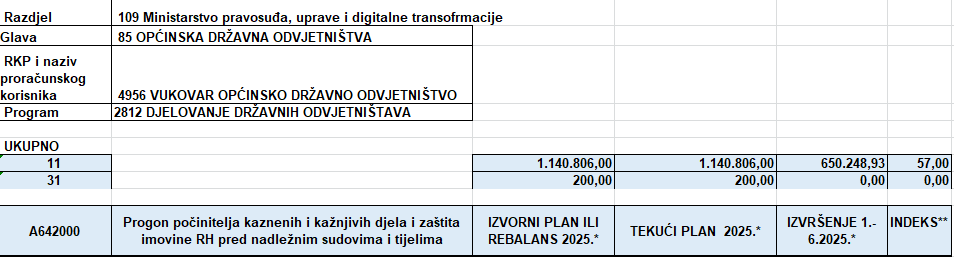 Razdjel 109 Ministarstvo pravosuđa, uprave i digitalne transofrmacije
Glava 85 OPĆINSKA DRŽAVNA ODVJETNIŠTVA
RKP i naziv
proračunskog
korisnika 4956 VUKOVAR OPĆINSKO DRŽAVNO ODVJETNIŠTVO
Program 2812 DJELOVANJE DRŽAVNIH ODVJETNIŠTAVA
UKUPNO
11 1.140.806,00 1.140.806,00 650.248,93 57,00
31 200,00 200,00 0,00 0,00
A642000 Progon počinitelja kaznenih i kažnjivih djela i zaštita
imovine RH pred nadležnim sudovima i tijelima
IZVORNI PLAN ILI
REBALANS 2025.*
TEKUĆI PLAN 2025.*
IZVRŠENJE 1.-
6.2025.*
INDEKS**